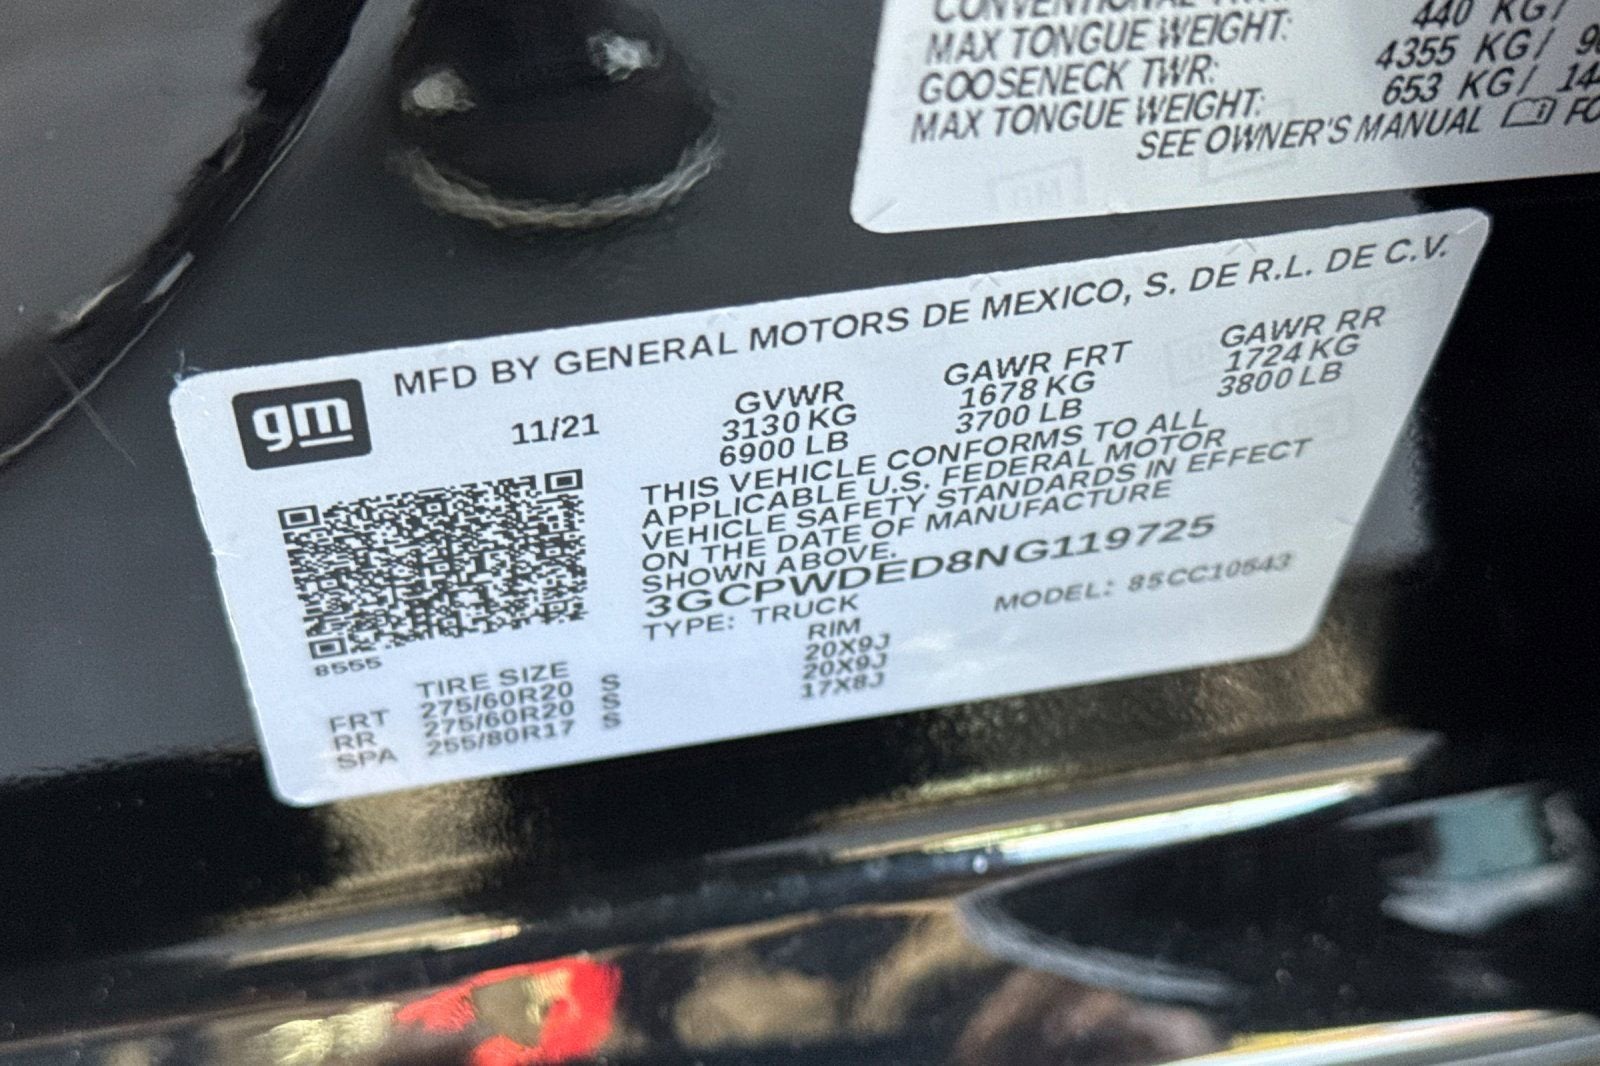 MAX TONGUE WEIGHT: 440 KG/
GOOSENECK TWR: 4355 KG/
MAX TONGUE WEIGHT: 653 KG/
SEE OWNER'S MANUAL
MFD BY GENERAL MOTORS DE MEXICO, S. DE R.L. DE C.V.
gm
11/21
GVWR GAWR FRT GAWR RR
3130 KG 1678 KG 1724 KG
6900 LB 3700 LB 3800 LB
THIS VEHICLE CONFORMS TO ALL
APPLICABLE U.S. FEDERAL MOTOR
VEHICLE SAFETY STANDARDS IN EFFECT
ON THE DATE OF MANUFACTURE
SHOWN ABOVE.
3GCPWDED8NG119725
TYPE: TRUCK MODEL: 85CC10543
8555
TIRE SIZE RIM
FRT 275/60R20 S 20X9J
RR 275/60R20 S 20X9J
SPA 255/80R17 S 17X8J